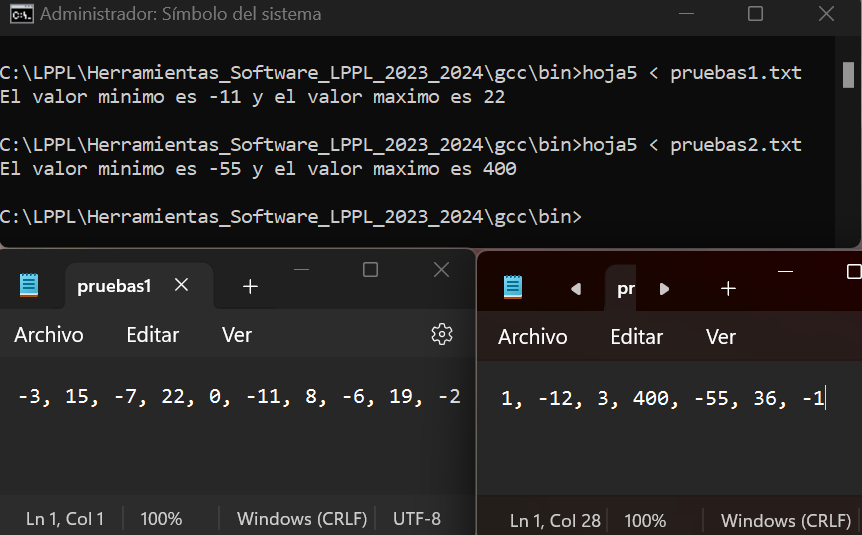 Administrador: Símbolo del sistema
C:\LPPL\Herramientas_Software_LPPL_2023_2024\gcc\bin>hoja5 < pruebas1.txt
El valor minimo es -11 y el valor maximo es 22
C:\LPPL\Herramientas_Software_LPPL_2023_2024\gcc\bin>hoja5 < pruebas2.txt
El valor minimo es -55 y el valor maximo es 400
C:\LPPL\Herramientas_Software_LPPL_2023_2024\gcc\bin>
pruebas1
Archivo Editar Ver
-3, 15, -7, 22, 0, -11, 8, -6, 19, -2
Ln 1, Col 1 100% Windows (CRLF) UTF-8
pr
Archivo Editar Ver
1, -12, 3, 400, -55, 36, -1
Ln 1, Col 28 100% Windows (CRLF)